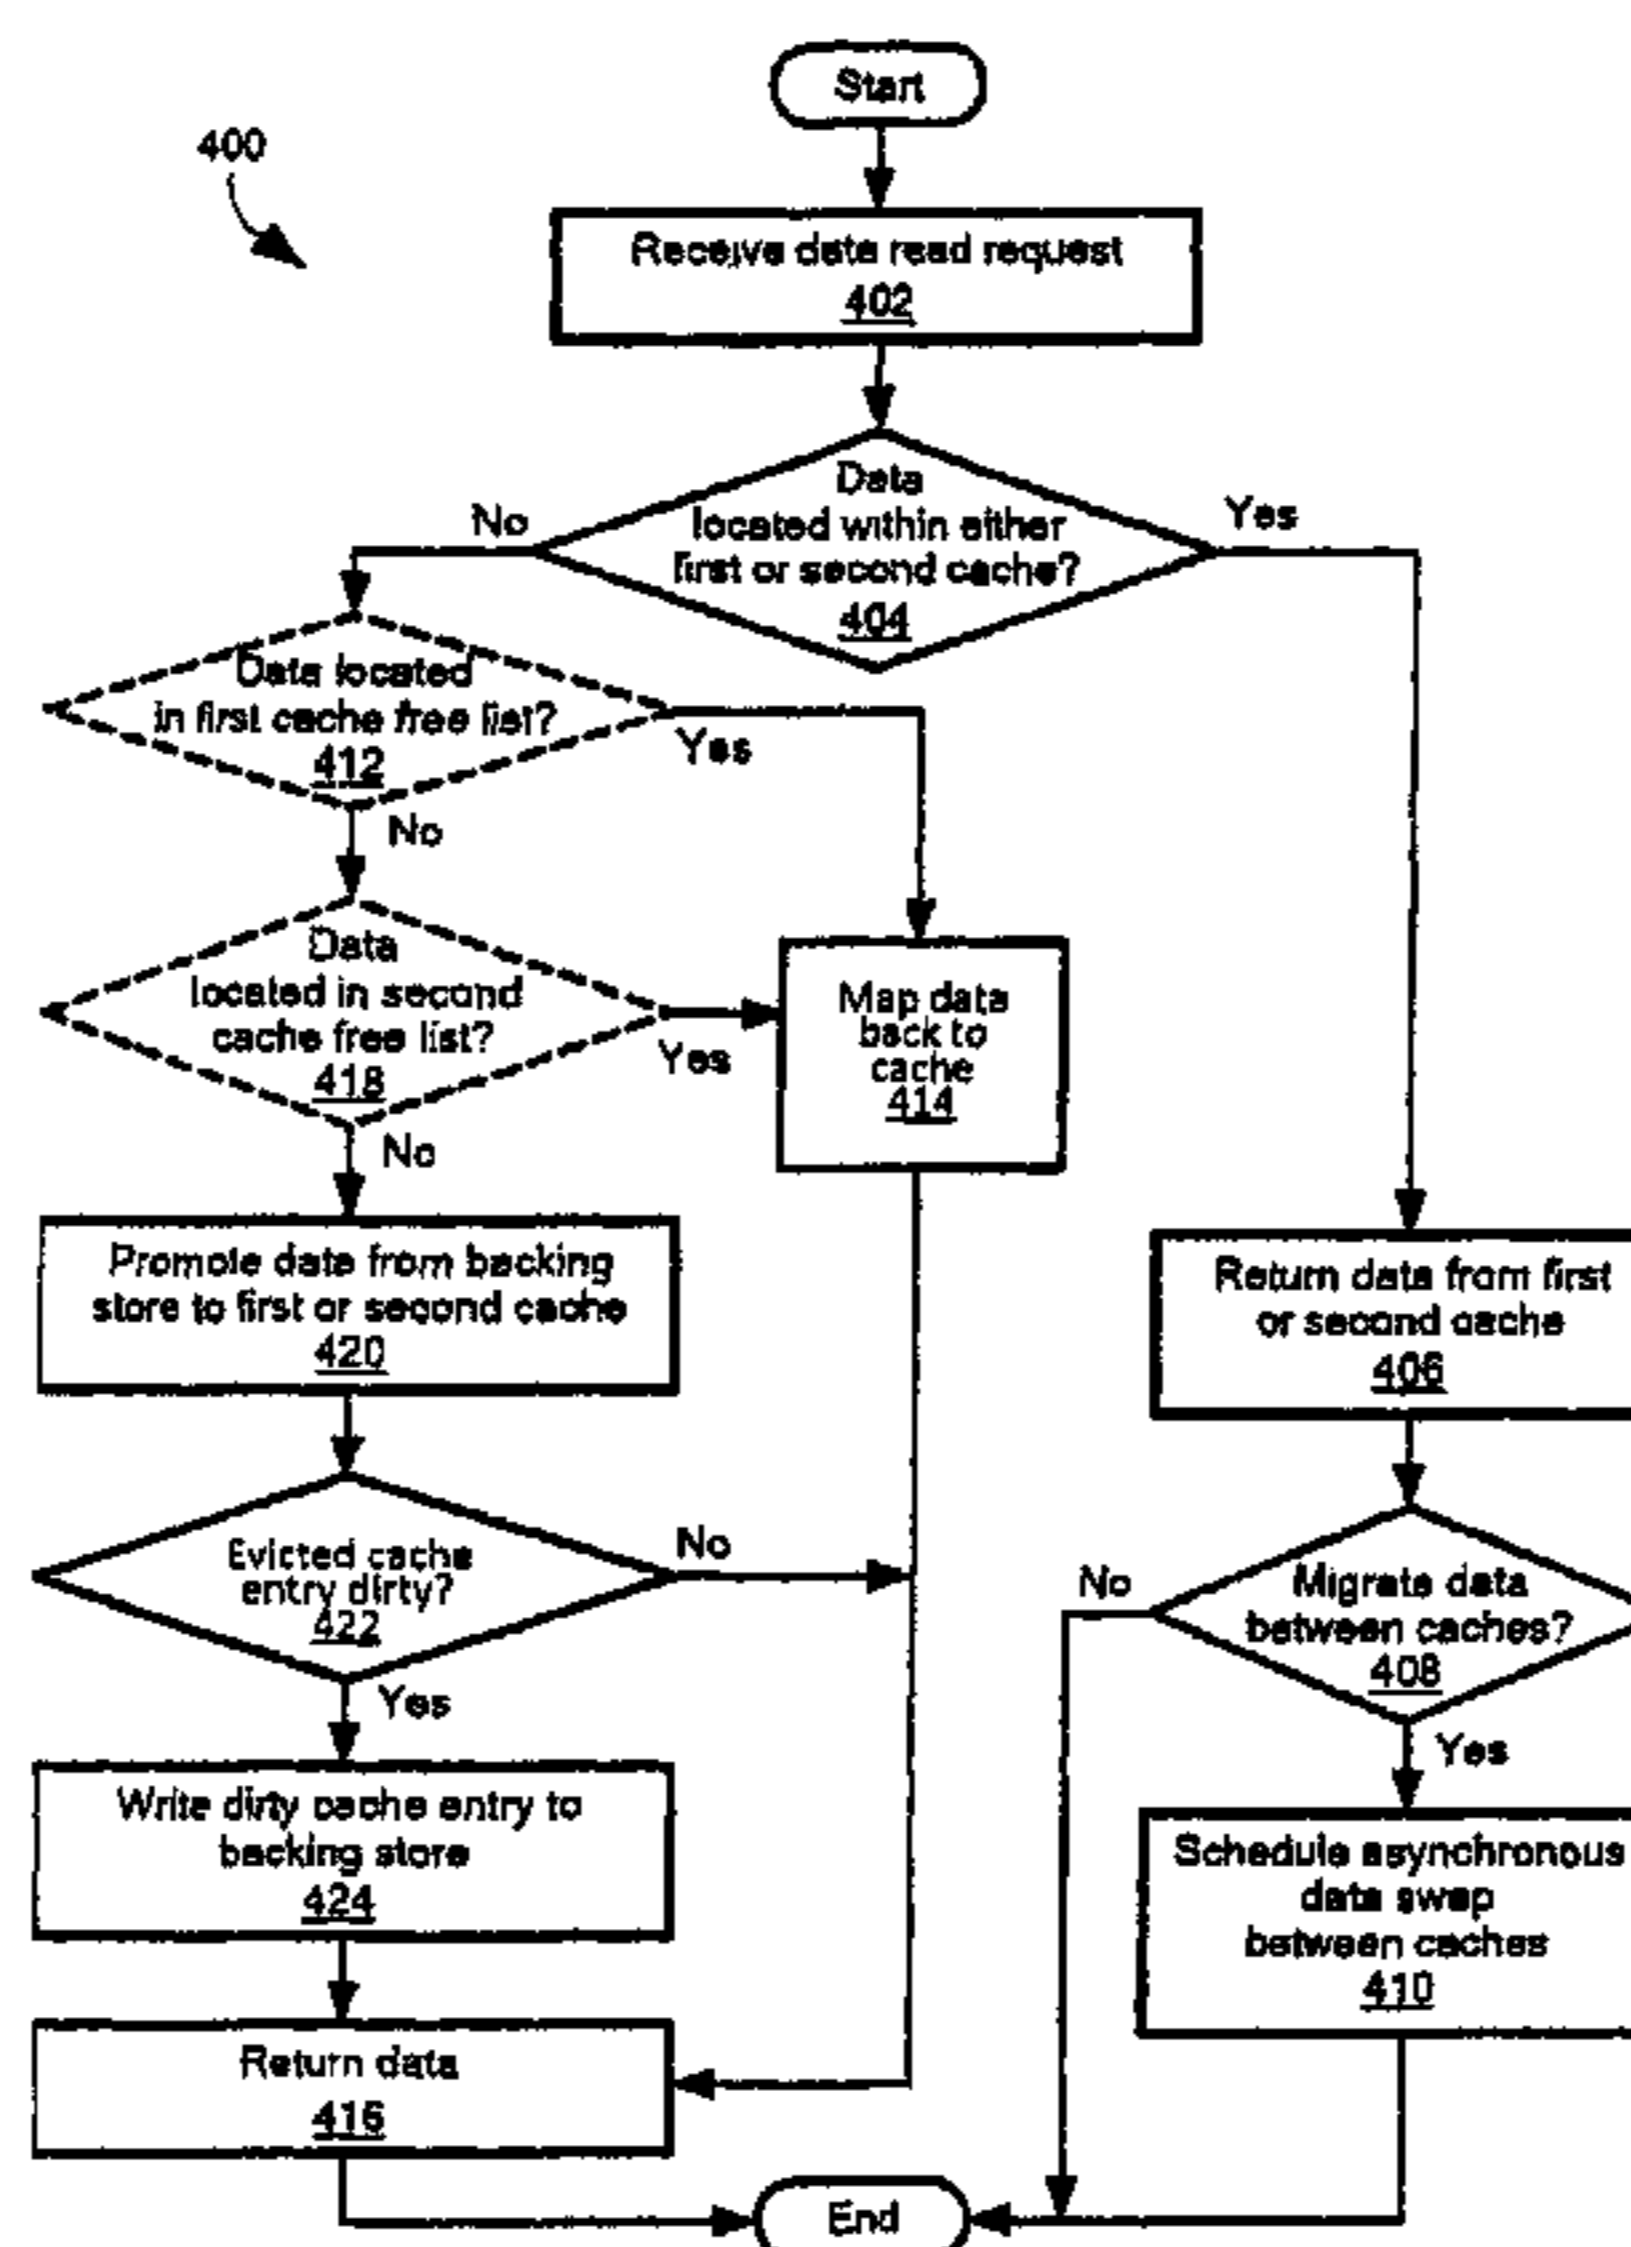 Start
400
Receive data read request
402
Data
located within either
first or second cache?
404
No
Yes
Data located
in first cache free list?
412
Yes
No
Data
located in second
cache free list?
418
Yes
No
Map data
back to
cache
414
Promote data from backing
store to first or second cache
420
Return data from first
or second cache
406
Evicted cache
entry dirty?
422
No
Yes
Migrate data
between caches?
408
No
Yes
Write dirty cache entry to
backing store
424
Schedule asynchronous
data swap
between caches
410
Return data
416
End